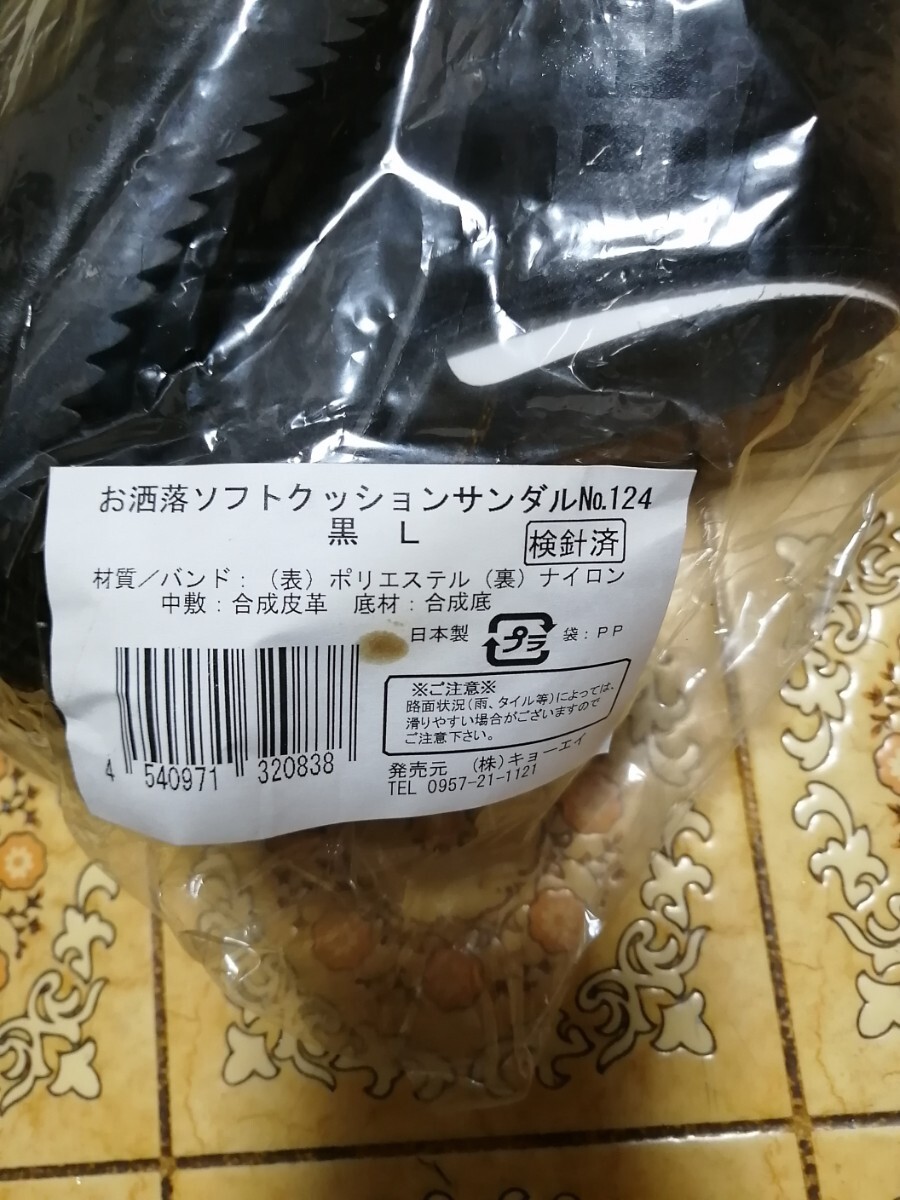 お洒落ソフトクッションサンダル№124
黒　L
検針済
材質／バンド：（表）ポリエステル（裏）ナイロン
中敷：合成皮革　底材：合成底
日本製　プラ　袋：ＰＰ
※ご注意※
路面状況（雨、タイル等）によっては、
滑りやすい場合がございますので
ご注意下さい。
発売元　（株）キョーエイ
TEL 0957-21-1121
4 540971 320838